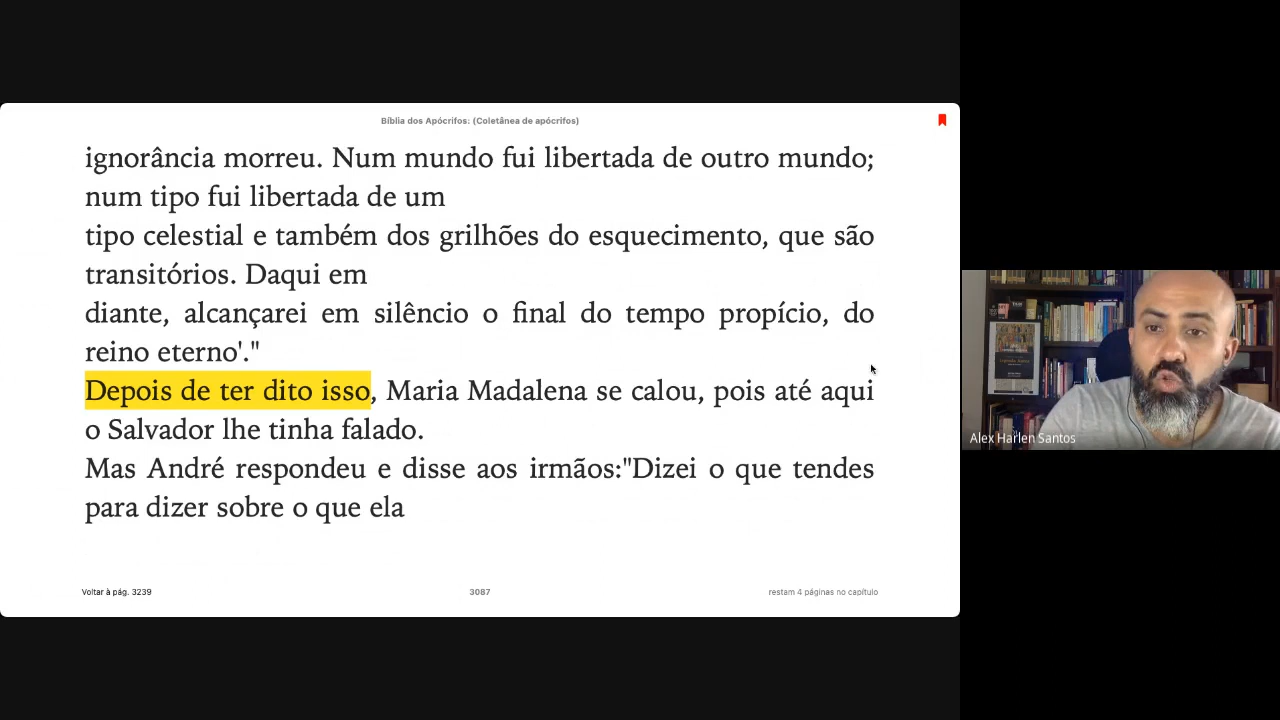 Bíblia dos Apócrifos: (Coletânea de apócrifos)
ignorância morreu. Num mundo fui libertada de outro mundo;
num tipo fui libertada de um
tipo celestial e também dos grilhões do esquecimento, que são
transitórios. Daqui em
diante, alcançarei em silêncio o final do tempo propício, do
reino eterno'."
Depois de ter dito isso, Maria Madalena se calou, pois até aqui
o Salvador lhe tinha falado.
Mas André respondeu e disse aos irmãos:"Dizei o que tendes
para dizer sobre o que ela
Voltar à pág. 3239
3087
restam 4 páginas no capítulo
Alex Harlen Santos